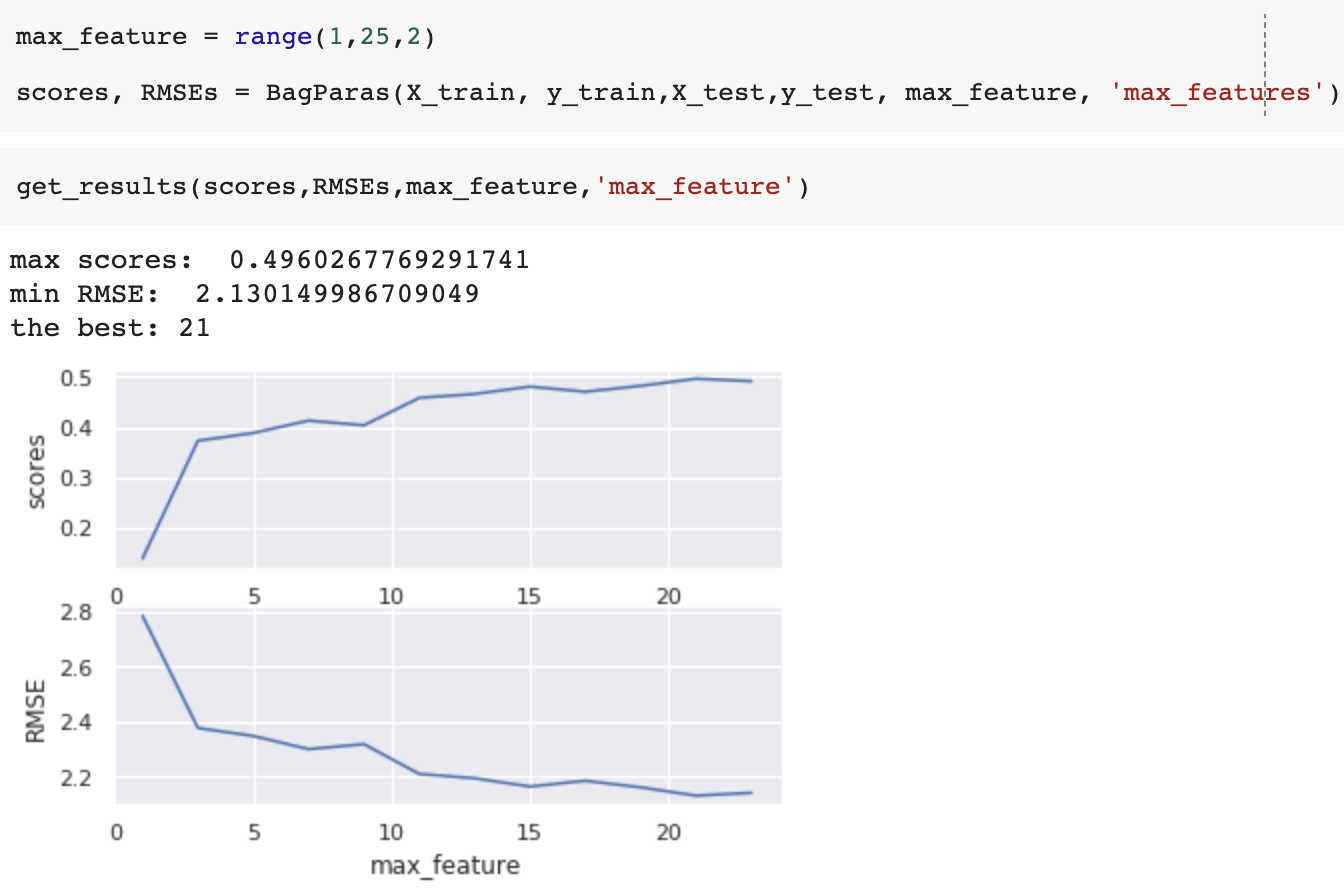 max_feature = range(1,25,2)
scores, RMSEs = BagParas(X_train, y_train,X_test,y_test, max_feature, 'max_features')
get_results(scores,RMSEs,max_feature,'max_feature')
max scores:  0.4960267769291741
min RMSE:  2.130149986709049
the best: 21
0.5
0.4
0.3
0.2
scores
0 5 10 15 20
2.8
2.6
2.4
2.2
RMSE
0 5 10 15 20
max_feature